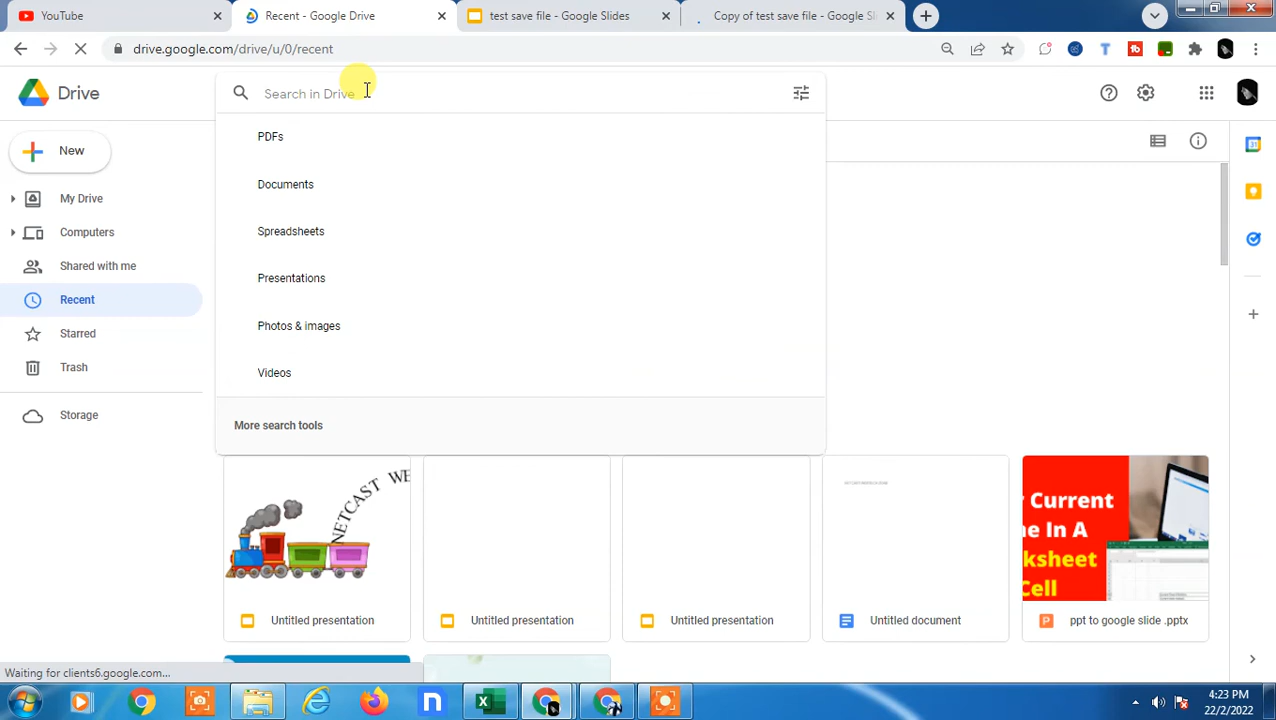 YouTube
Recent - Google Drive
test save file - Google Slides
Copy of test save file - Google Sli
drive.google.com/drive/u/0/recent
Drive
Search in Drive
New
My Drive
Computers
Shared with me
Recent
Starred
Trash
Storage
PDFs
Documents
Spreadsheets
Presentations
Photos & images
Videos
More search tools
NETCAST WE
Current
e In A
ksheet
Cell
Untitled presentation
Untitled presentation
Untitled presentation
Untitled document
ppt to google slide .pptx
Waiting for clients6.google.com...
4:23 PM
22/2/2022